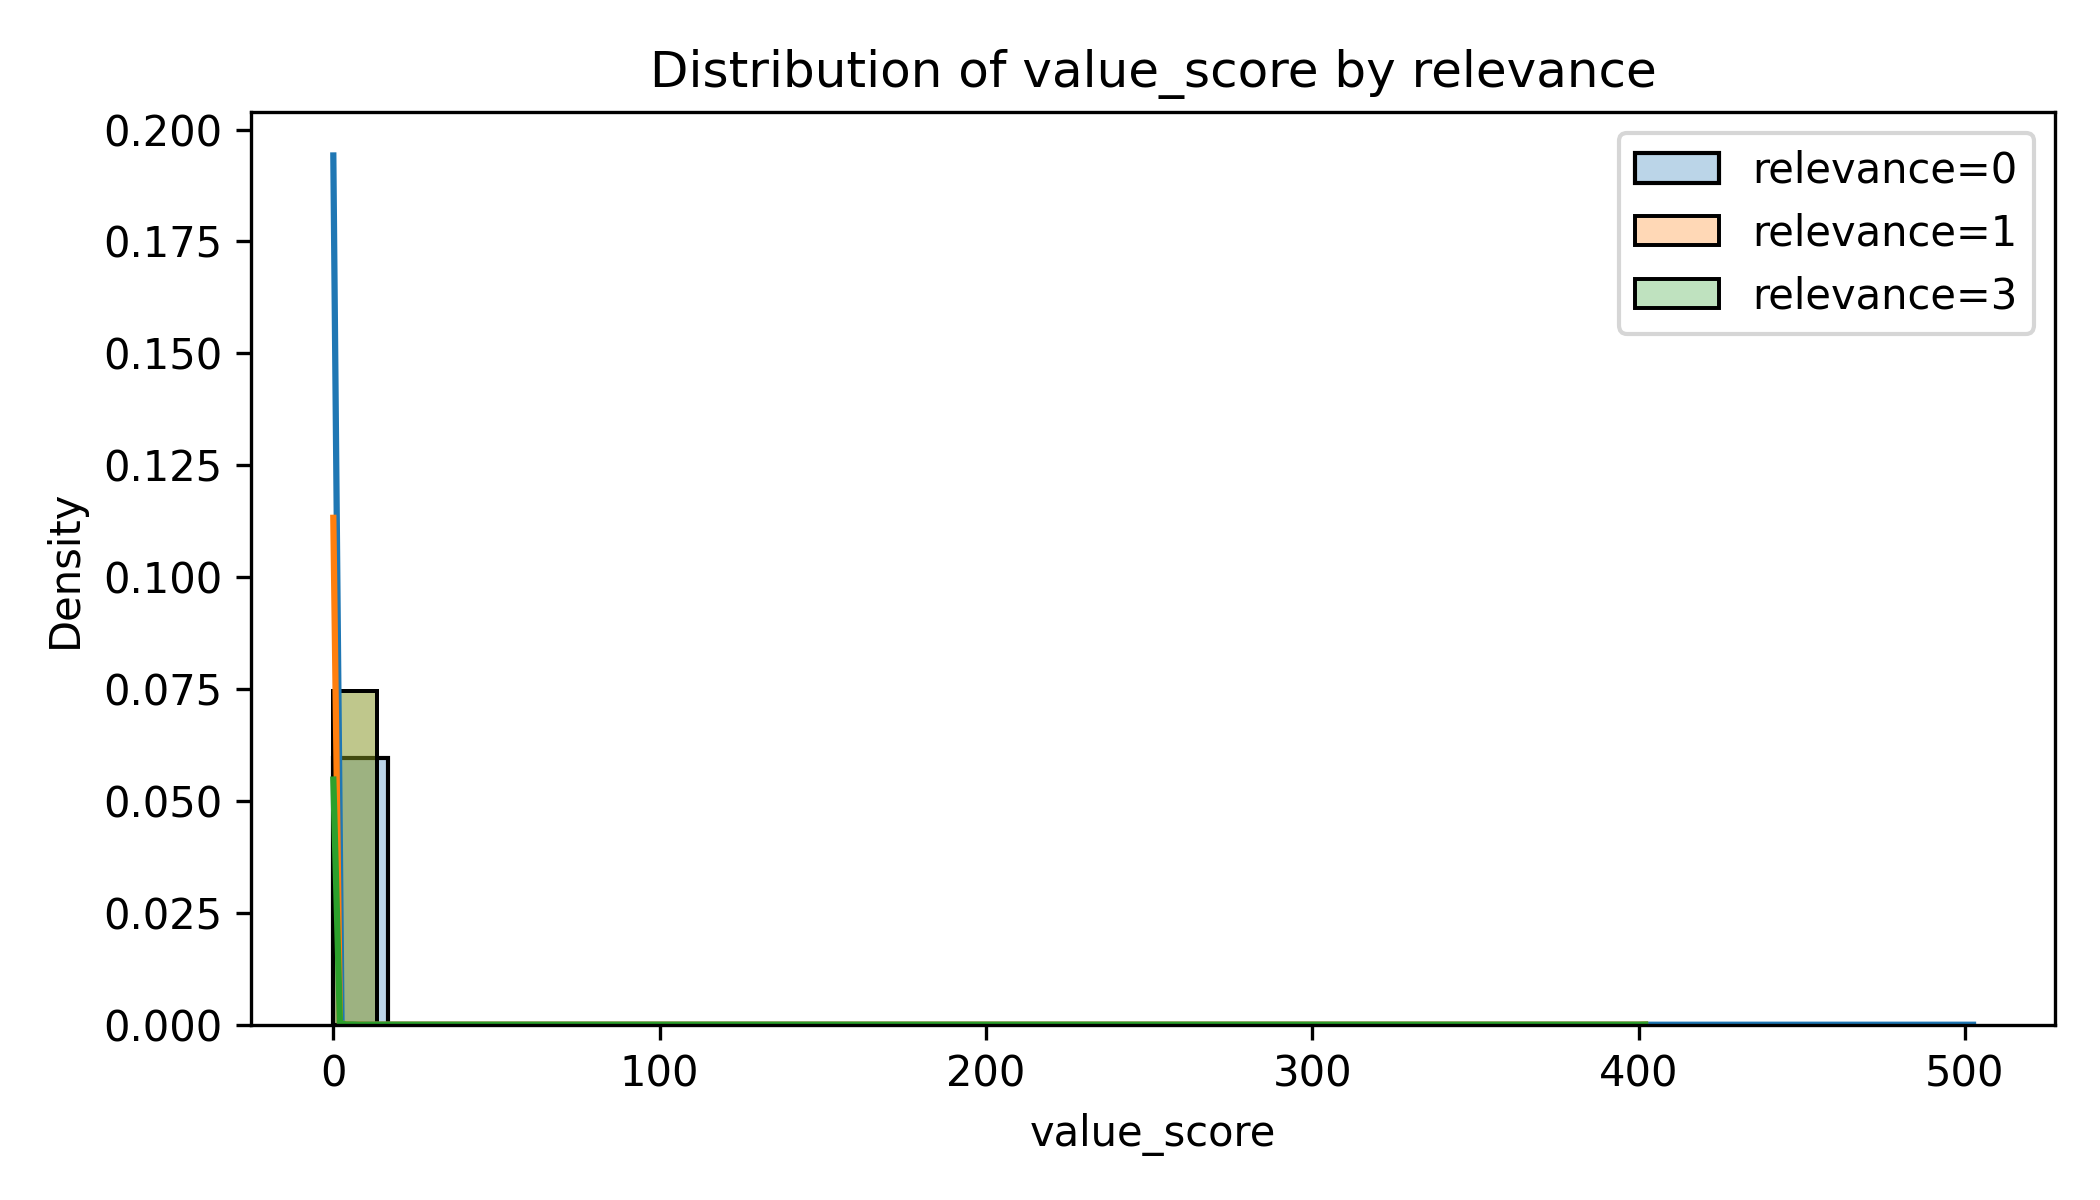 Distribution of value_score by relevance
0.200
0.175
0.150
0.125
0.100
0.075
0.050
0.025
0.000
Density
relevance=0
relevance=1
relevance=3
0 100 200 300 400 500
value_score